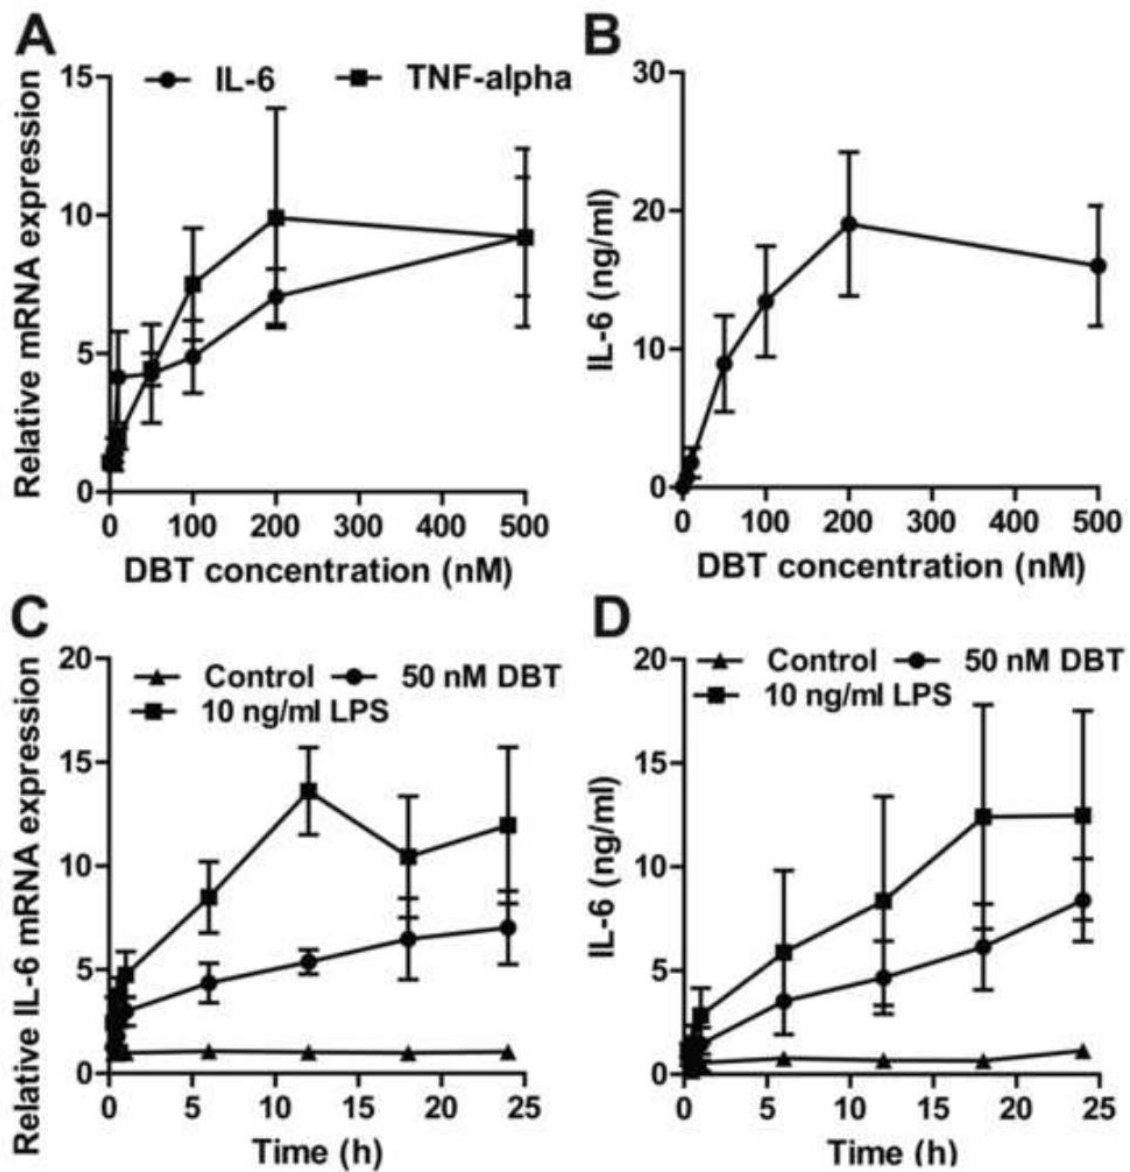 A
B
IL-6 TNF-alpha
Relative mRNA expression
15
10
5
0
0 100 200 300 400 500
DBT concentration (nM)
IL-6 (ng/ml)
30
20
10
0
0 100 200 300 400 500
DBT concentration (nM)
C
D
Control 50 nM DBT
10 ng/ml LPS
Relative IL-6 mRNA expression
20
15
10
5
0
0 5 10 15 20 25
Time (h)
Control 50 nM DBT
10 ng/ml LPS
IL-6 (ng/ml)
20
15
10
5
0
0 5 10 15 20 25
Time (h)